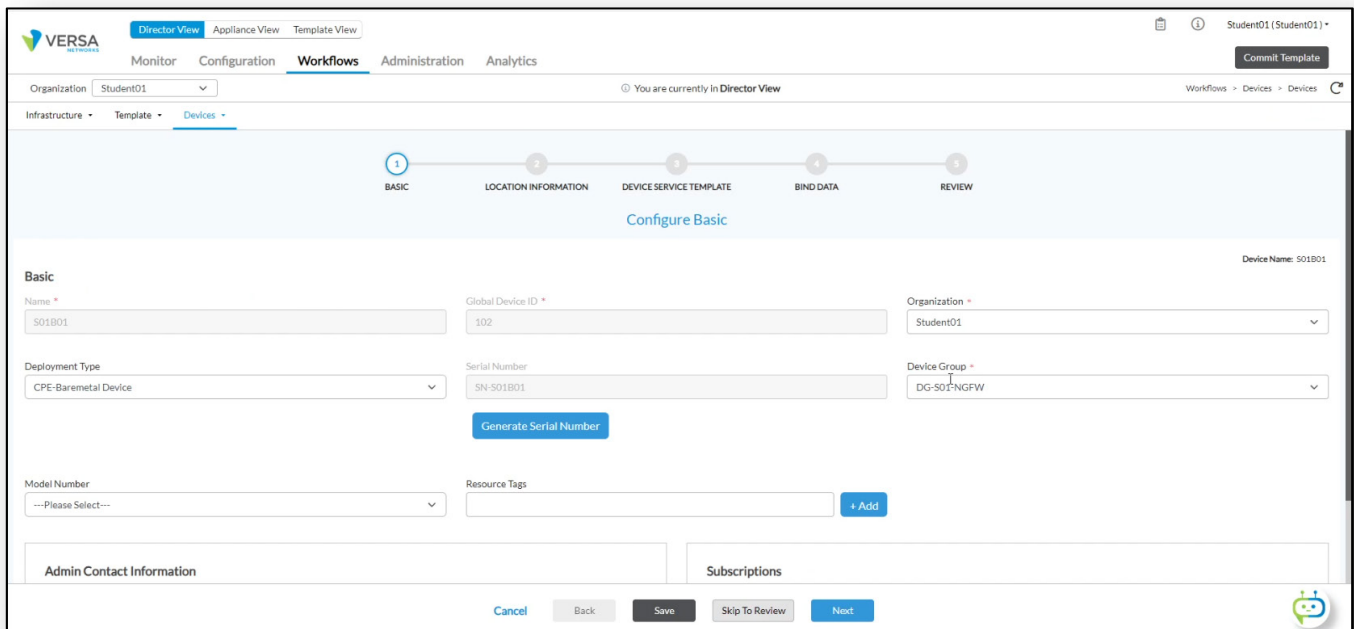 VERSA
NETWORKS
Director View Appliance View Template View
Student01 (Student01)
Monitor Configuration Workflows Administration Analytics
Commit Template
Organization Student01
You are currently in Director View
Workflows > Devices > Devices
Infrastructure Template Devices
1 2 3 4 5
BASIC LOCATION INFORMATION DEVICE SERVICE TEMPLATE BIND DATA REVIEW
Configure Basic
Device Name: S01B01
Basic
Name * Global Device ID * Organization *
S01B01 102 Student01
Deployment Type Serial Number Device Group *
CPE-Baremetal Device SN-S01B01 DG-S01-NGFW
Generate Serial Number
Model Number Resource Tags
---Please Select--- + Add
Admin Contact Information Subscriptions
Cancel Back Save Skip To Review Next